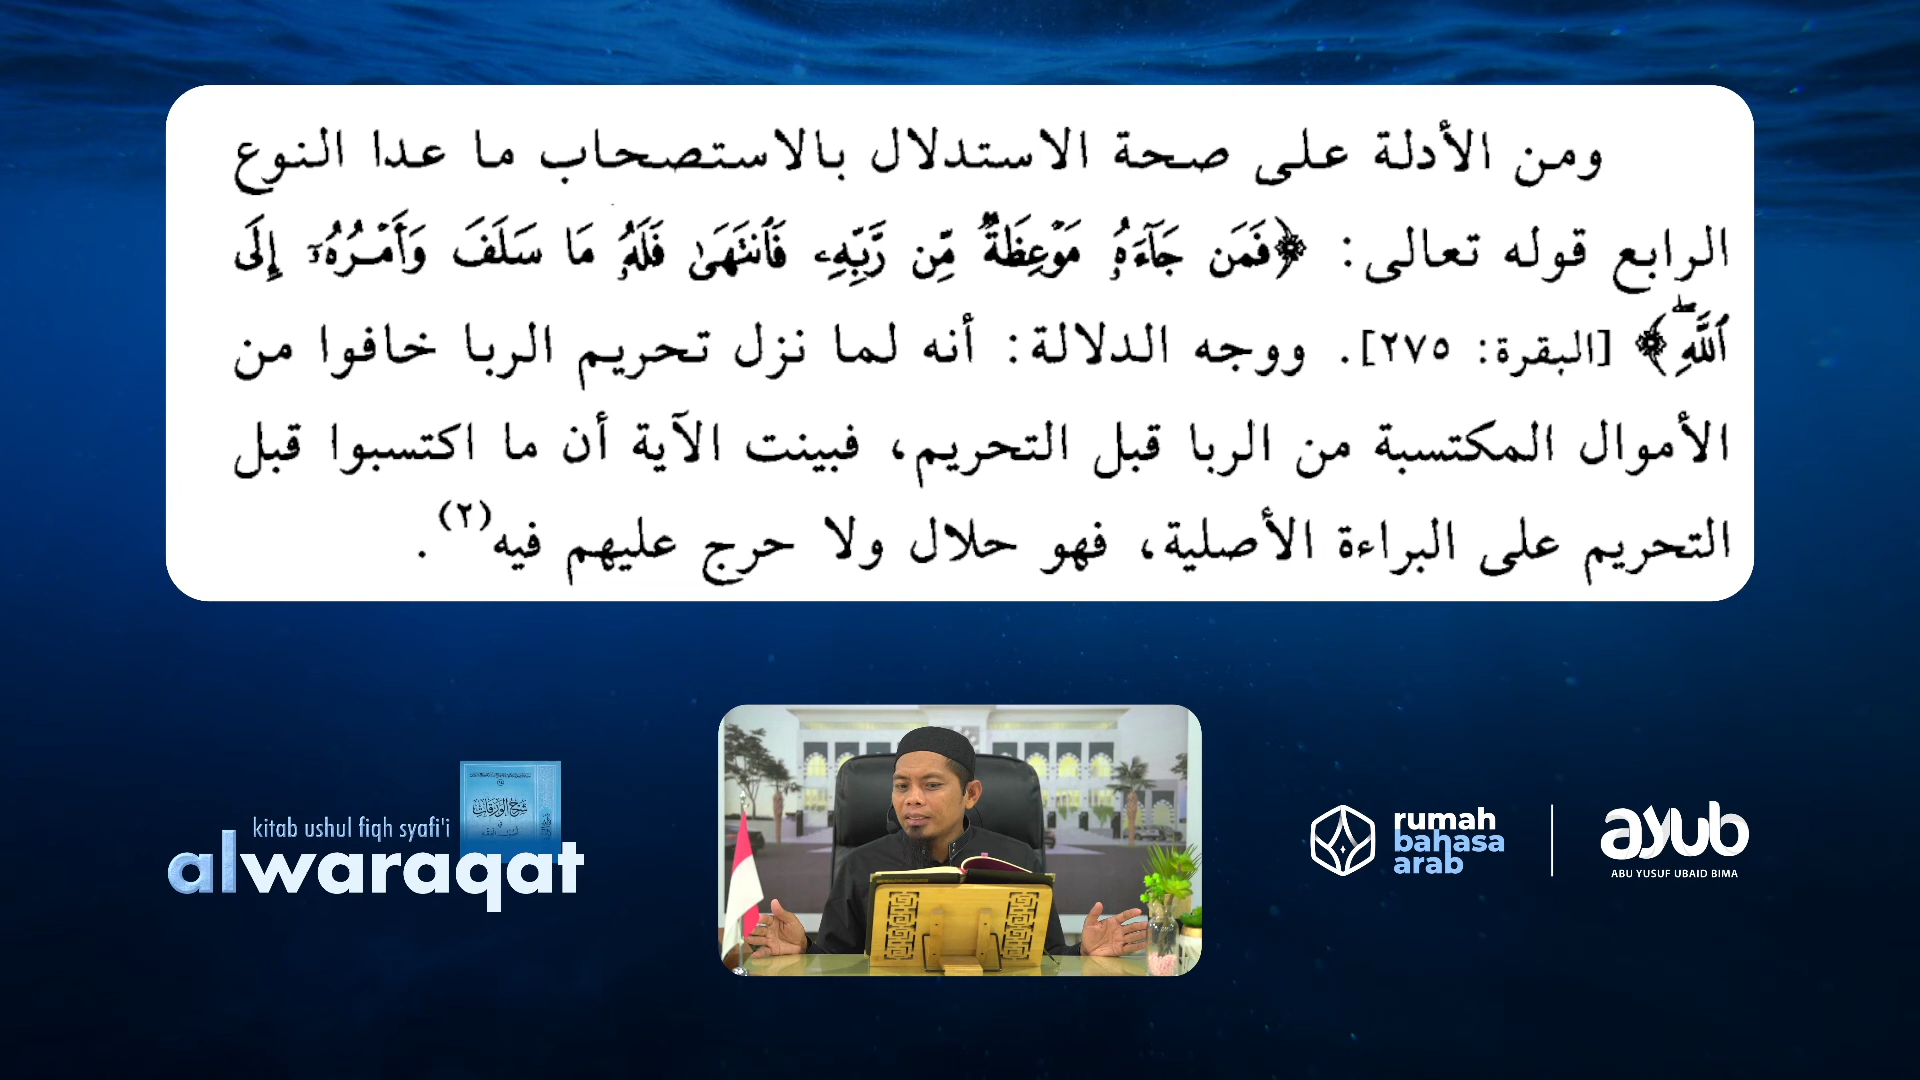 ومن الأدلة على صحة الاستدلال بالاستصحاب ما عدا النوع
الرابع قوله تعالى: ﴿فَمَن جَآءَهُۥ مَوۡعِظَةٞ مِّن رَّبِّهِۦ فَٱنتَهَىٰ فَلَهُۥ مَا سَلَفَ وَأَمۡرُهُۥٓ إِلَى
ٱللَّهِۖ﴾ [البقرة: ٢٧٥]. ووجه الدلالة: أنه لما نزل تحريم الربا خافوا من
الأموال المكتسبة من الربا قبل التحريم، فبينت الآية أن ما اكتسبوا قبل
التحريم على البراءة الأصلية، فهو حلال ولا حرج عليهم فيه(٢).
شرح الورقات
في
kitab ushul fiqh syafi'i
alwaraqat
rumah
bahasa
arab
ayub
ABU YUSUF UBAID BIMA